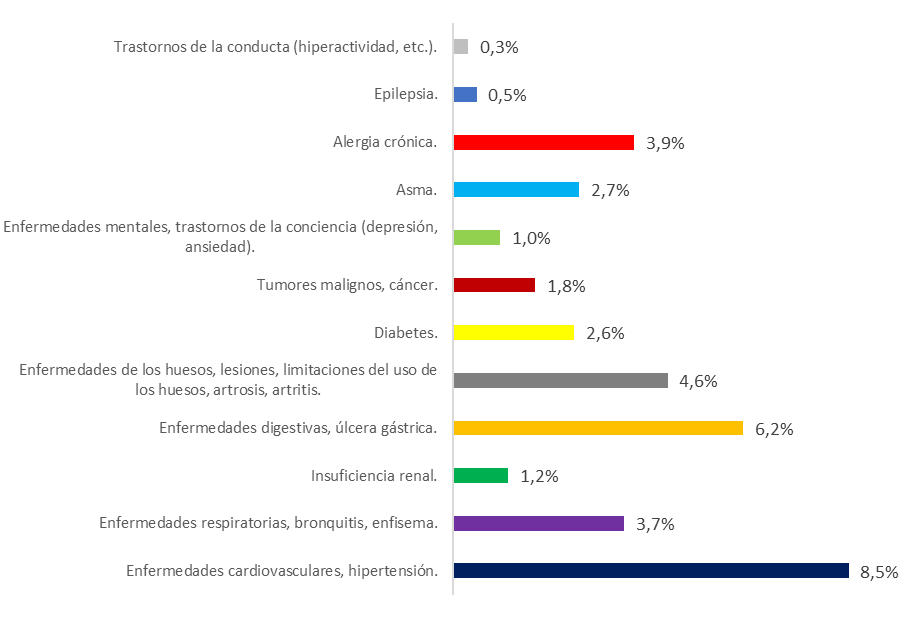 Trastornos de la conducta (hiperactividad, etc.). 0,3%
Epilepsia. 0,5%
Alergia crónica. 3,9%
Asma. 2,7%
Enfermedades mentales, trastornos de la conciencia (depresión,
ansiedad). 1,0%
Tumores malignos, cáncer. 1,8%
Diabetes. 2,6%
Enfermedades de los huesos, lesiones, limitaciones del uso de
los huesos, artrosis, artritis. 4,6%
Enfermedades digestivas, úlcera gástrica. 6,2%
Insuficiencia renal. 1,2%
Enfermedades respiratorias, bronquitis, enfisema. 3,7%
Enfermedades cardiovasculares, hipertensión. 8,5%